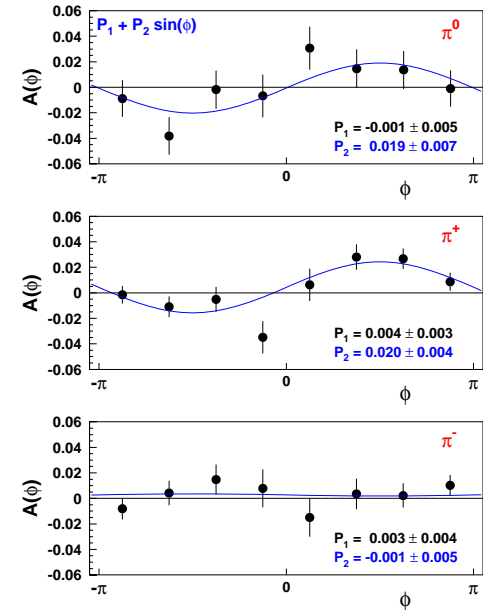 P₁ + P₂ sin(φ)
π⁰
A(φ)
0.06
0.04
0.02
0
-0.02
-0.04
-0.06
P₁ = -0.001 ± 0.005
P₂ = 0.019 ± 0.007
-π 0 π
φ
π⁺
A(φ)
0.06
0.04
0.02
0
-0.02
-0.04
-0.06
P₁ = 0.004 ± 0.003
P₂ = 0.020 ± 0.004
-π 0 π
φ
π⁻
A(φ)
0.06
0.04
0.02
0
-0.02
-0.04
-0.06
P₁ = 0.003 ± 0.004
P₂ = -0.001 ± 0.005
-π 0 π
φ